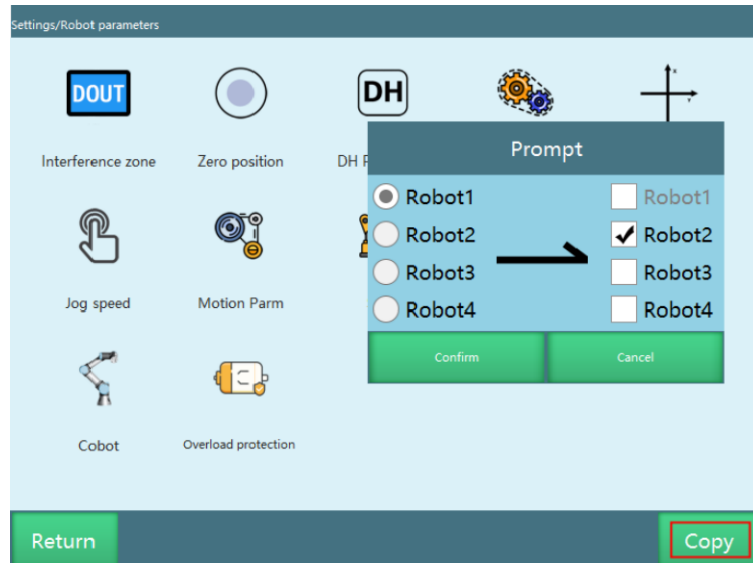 Settings/Robot parameters
DOUT
DH
x
Y
Interference zone
Zero position
DH P
Prompt
Robot1
Robot1
Robot2
Robot2
Robot3
Robot3
Robot4
Robot4
Jog speed
Motion Parm
Confirm
Cancel
Cobot
Overload protection
Return
Copy